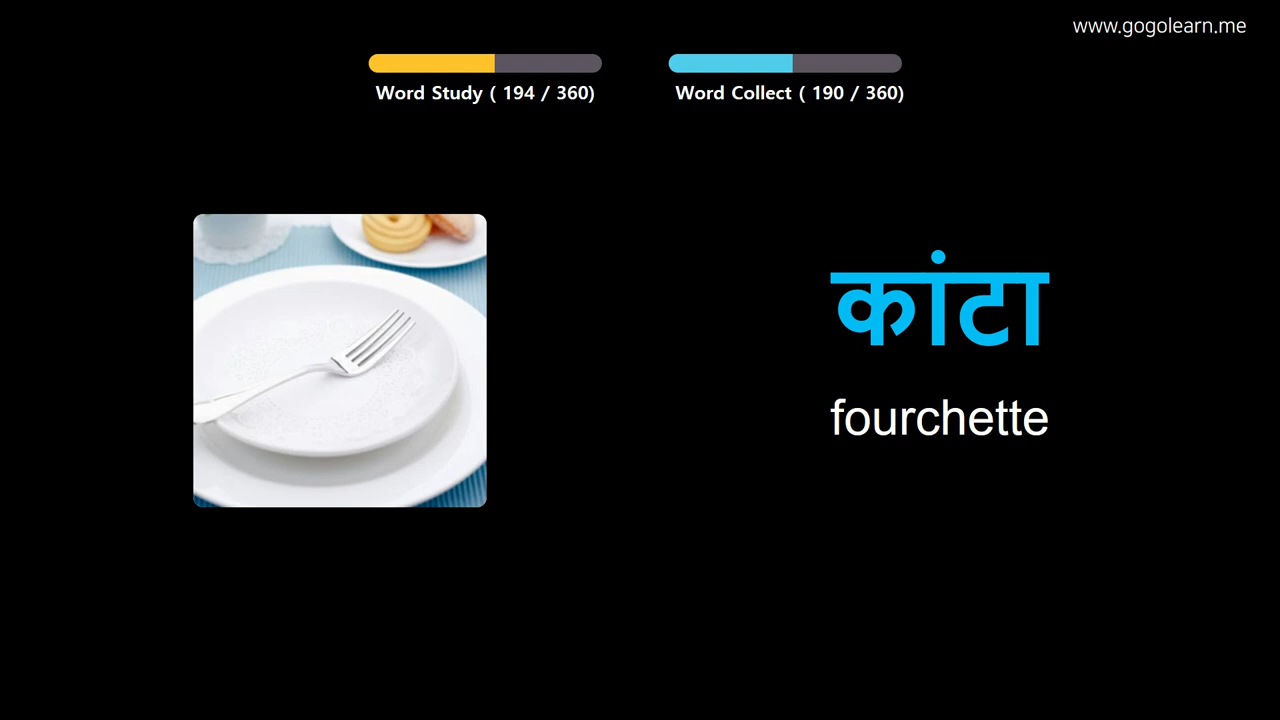 www.gogolearn.me
Word Study ( 194 / 360)
Word Collect ( 190 / 360)
कांटा
fourchette